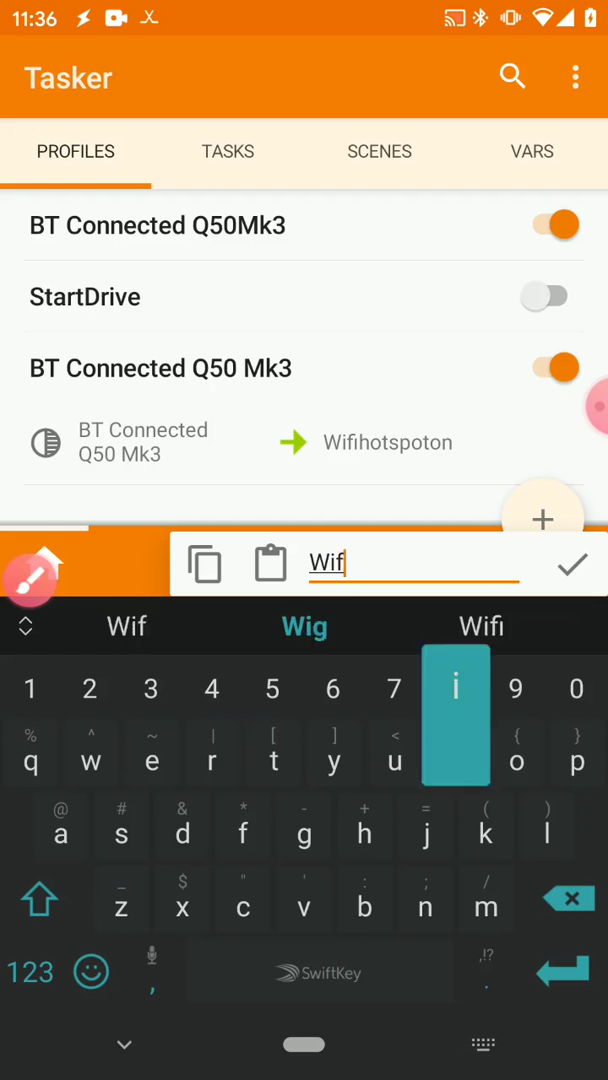 11:36
Tasker
PROFILES TASKS SCENES VARS
BT Connected Q50Mk3
StartDrive
BT Connected Q50 Mk3
BT Connected
Q50 Mk3
Wifihotspoton
+
Wif
Wif Wig Wifi
1 2 3 4 5 6 7 i 9 0
% ^ ~ | [ ] < { }
q w e r t y u o p
@ # & * - + = ( )
a s d f g h j k l
_ $ " ' : ; /
z x c v b n m
123 , SwiftKey ,!? .